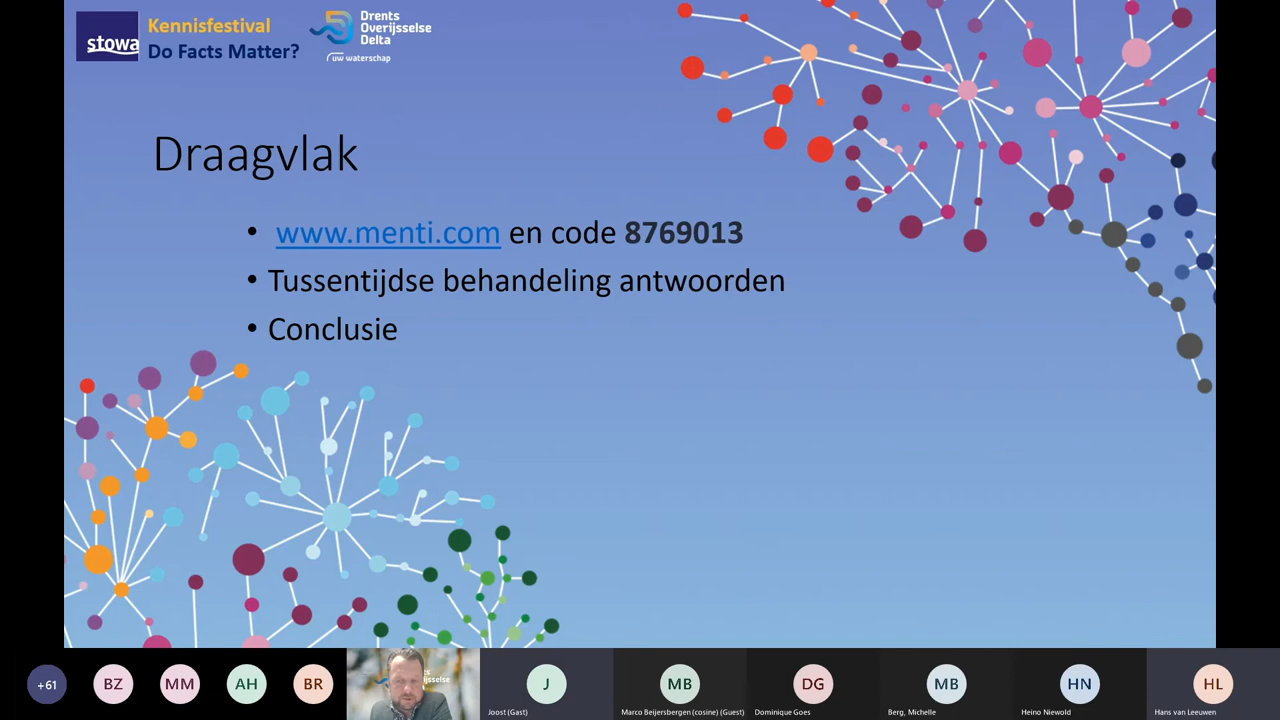 stowa
Kennisfestival
Do Facts Matter?
Drents
Overijsselse
Delta
uw waterschap
Draagvlak
• www.menti.com en code 8769013
• Tussentijdse behandeling antwoorden
• Conclusie
+61
BZ
MM
AH
BR
J
Joost (Gast)
MB
Marco Beijersbergen (cosine) (Guest)
DG
Dominique Goes
MB
Berg, Michelle
HN
Heino Niewold
HL
Hans van Leeuwen